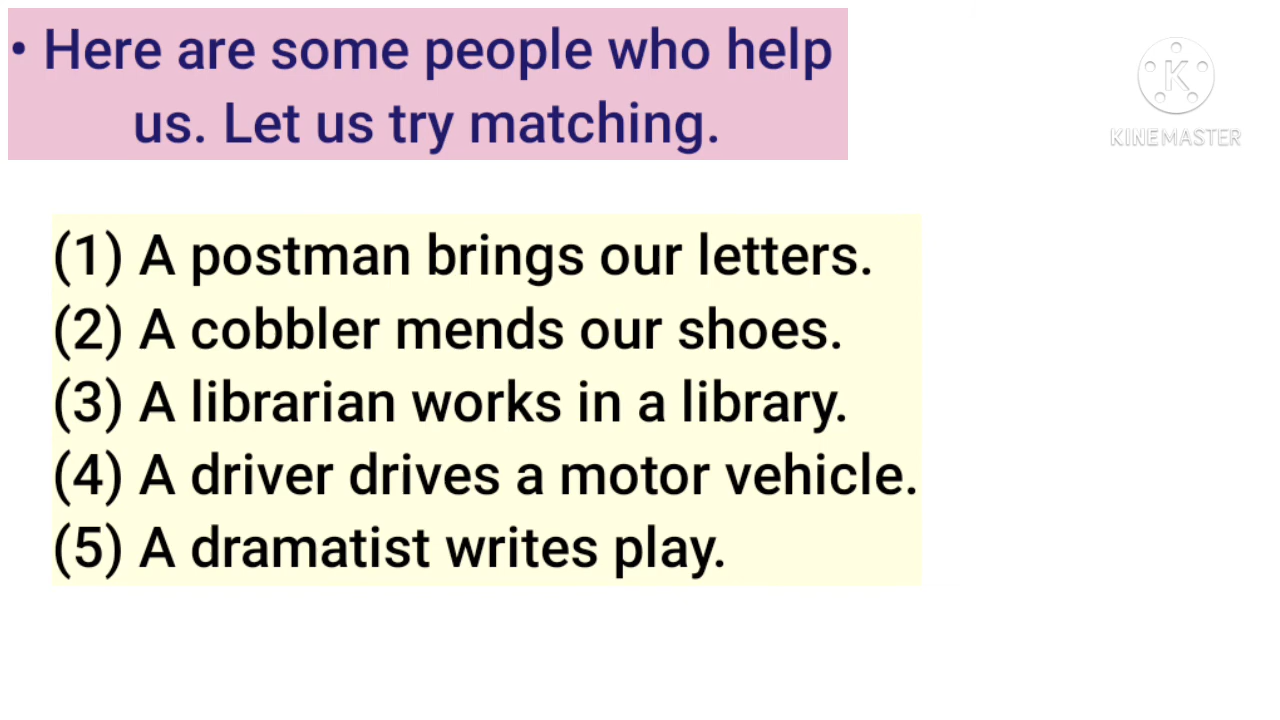 • Here are some people who help
us. Let us try matching.
K
KINEMASTER
(1) A postman brings our letters.
(2) A cobbler mends our shoes.
(3) A librarian works in a library.
(4) A driver drives a motor vehicle.
(5) A dramatist writes play.